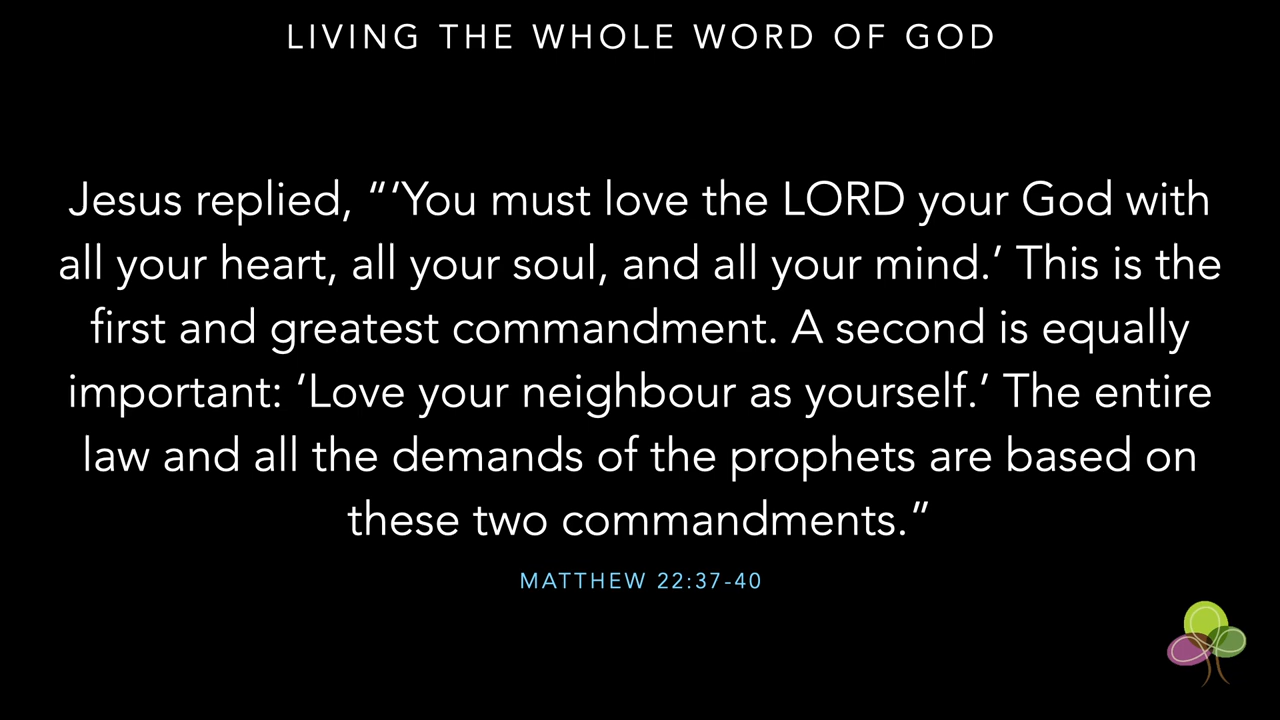 LIVING THE WHOLE WORD OF GOD
Jesus replied, “‘You must love the LORD your God with
all your heart, all your soul, and all your mind.’ This is the
first and greatest commandment. A second is equally
important: ‘Love your neighbour as yourself.’ The entire
law and all the demands of the prophets are based on
these two commandments.”
MATTHEW 22:37-40